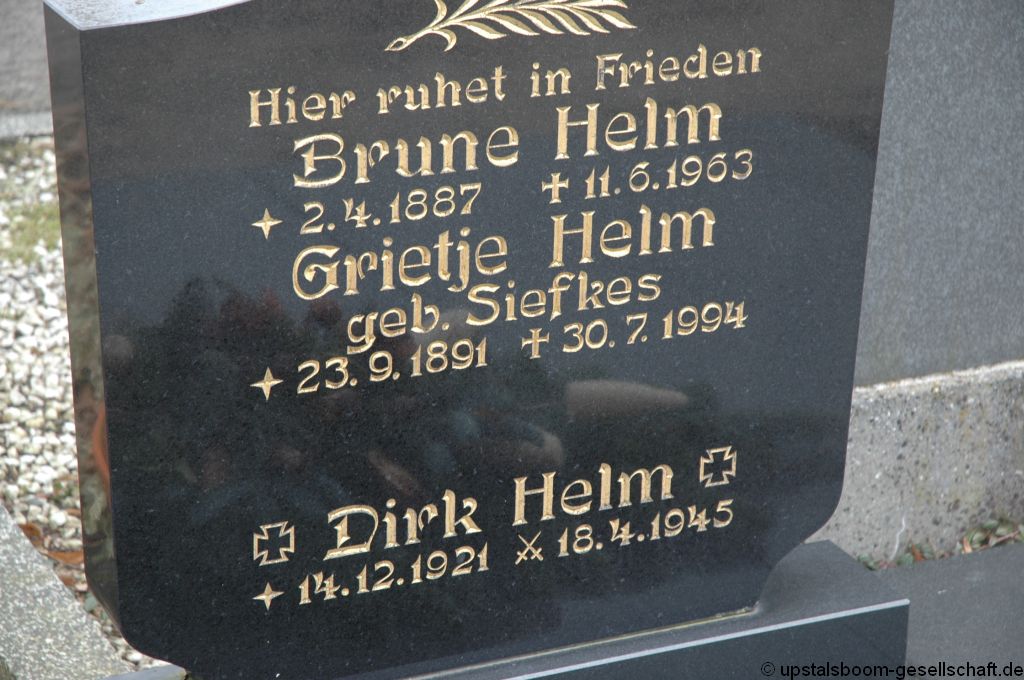 Hier ruhet in Frieden
Brune Helm
2.4.1887 ✝ 11.6.1963
Grietje Helm
geb. Siefkes
23.9.1891 ✝ 30.7.1994
Dirk Helm
14.12.1921 ⚔ 18.4.1945
© upstalsboom-gesellschaft.de